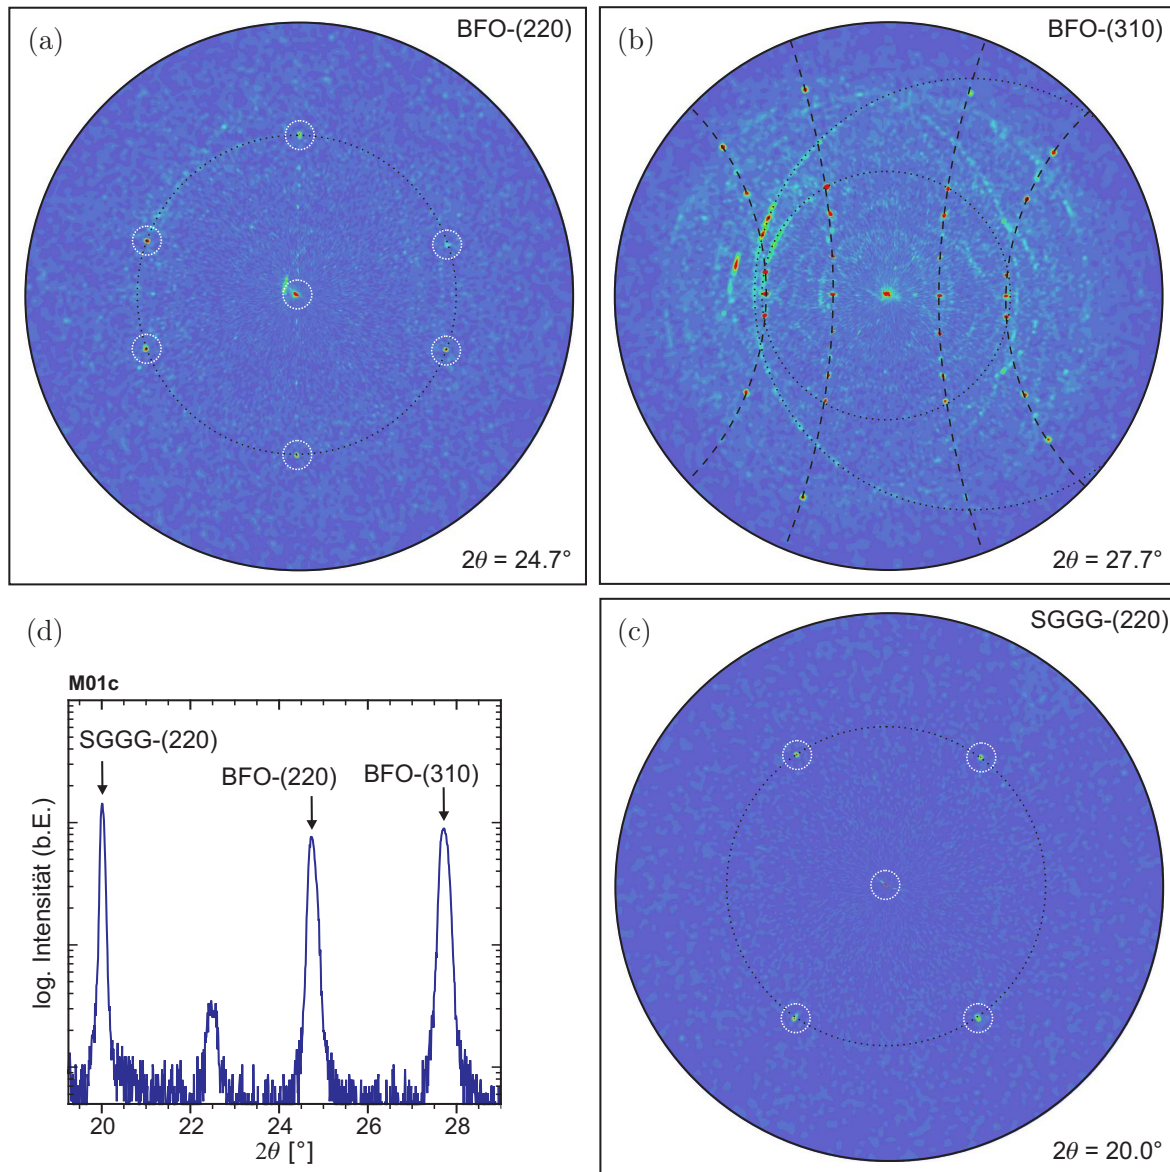 (a)
BFO-(220)
2θ = 24.7°
(b)
BFO-(310)
2θ = 27.7°
(d)
M01c
SGGG-(220)
BFO-(220)
BFO-(310)
log. Intensität (b.E.)
20 22 24 26 28
2θ [°]
(c)
SGGG-(220)
2θ = 20.0°